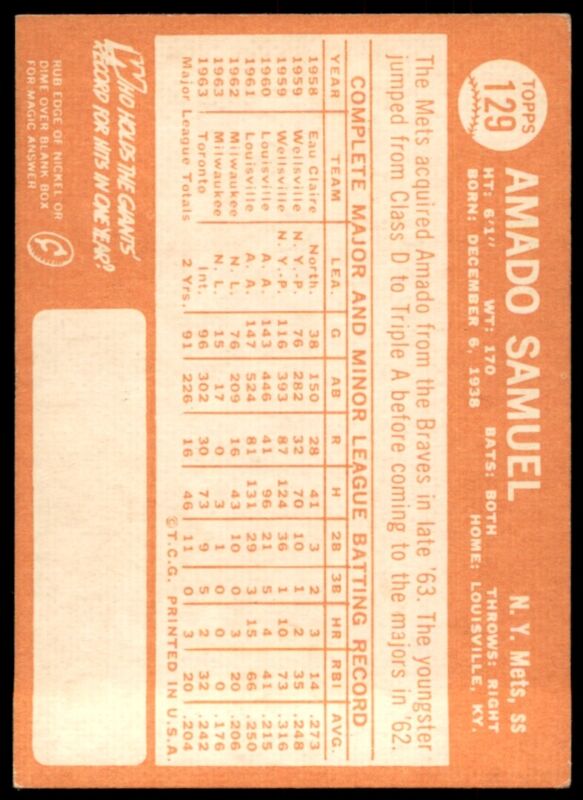 TOPPS
129
AMADO SAMUEL
N. Y. Mets, SS
HT: 6'1" WT: 170 BATS: BOTH THROWS: RIGHT
BORN: DECEMBER 6, 1938 HOME: LOUISVILLE, KY.
The Mets acquired Amado from the Braves in late '63. The youngster
jumped from Class D to Triple A before coming to the majors in '62.
COMPLETE MAJOR AND MINOR LEAGUE BATTING RECORD
YEAR TEAM LEA. G AB R H 2B 3B HR RBI AVG.
1958 Eau Claire North. 38 150 28 41 3 2 3 14 .273
1959 Wellsville N. Y.-P. 76 282 32 70 10 1 2 35 .248
1959 Wellsville N. Y.-P. 116 393 87 124 36 1 10 73 .316
1960 Louisville A. A. 143 446 41 96 21 5 4 41 .215
1961 Louisville A. A. 147 524 81 131 29 3 15 66 .250
1962 Milwaukee N. L. 76 209 16 43 10 0 3 20 .206
1963 Milwaukee N. L. 15 17 0 3 1 0 0 0 .176
1963 Toronto Int. 96 302 30 73 9 5 2 32 .242
Major League Totals 2 Yrs. 91 226 16 46 11 0 3 20 .204
© T.C.G. PRINTED IN U.S.A.
WHO HOLDS THE GIANTS'
RECORD FOR HITS IN ONE YEAR?
RUB EDGE OF NICKEL OR
DIME OVER BLANK BOX
FOR MAGIC ANSWER